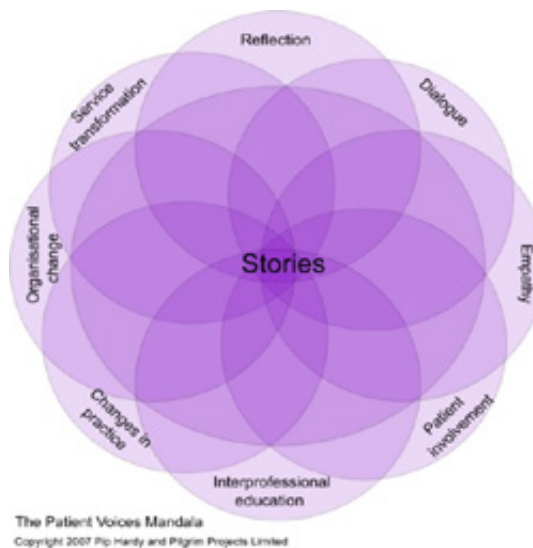 Reflection
Dialogue
Empathy
Patient
involvement
Interprofessional
education
Changes in
practice
Organisational
change
Service
transformation
Stories
The Patient Voices Mandala
Copyright 2007 Pip Hardy and Pilgrim Projects Limited